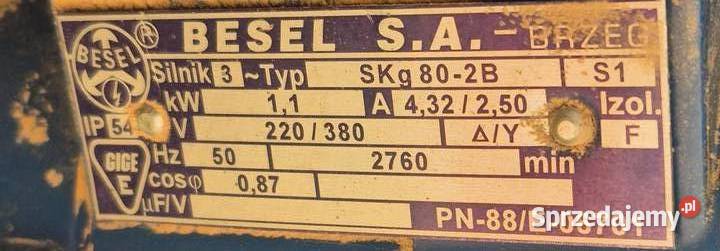 BESEL S.A. - BRZEG
BESEL
Silnik 3 ~Typ SKg 80-2B S1
kW 1,1 A 4,32 / 2,50 Izol.
IP 54 V 220 / 380 Δ/Y F
Hz 50 2760 min
GIGE E
cosφ 0,87
μF/V PN-88/
Sprzedajemy.pl